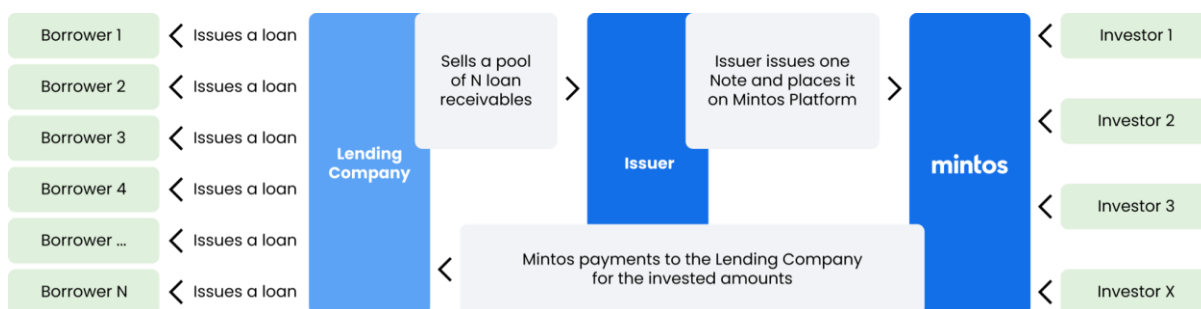 Borrower 1
Issues a loan
Borrower 2
Issues a loan
Borrower 3
Issues a loan
Borrower 4
Issues a loan
Borrower ...
Issues a loan
Borrower N
Issues a loan
Lending
Company
Sells a pool
of N loan
receivables
Issuer
Issuer issues one
Note and places it
on Mintos Platform
mintos
Mintos payments to the Lending Company
for the invested amounts
Investor 1
Investor 2
Investor 3
Investor X